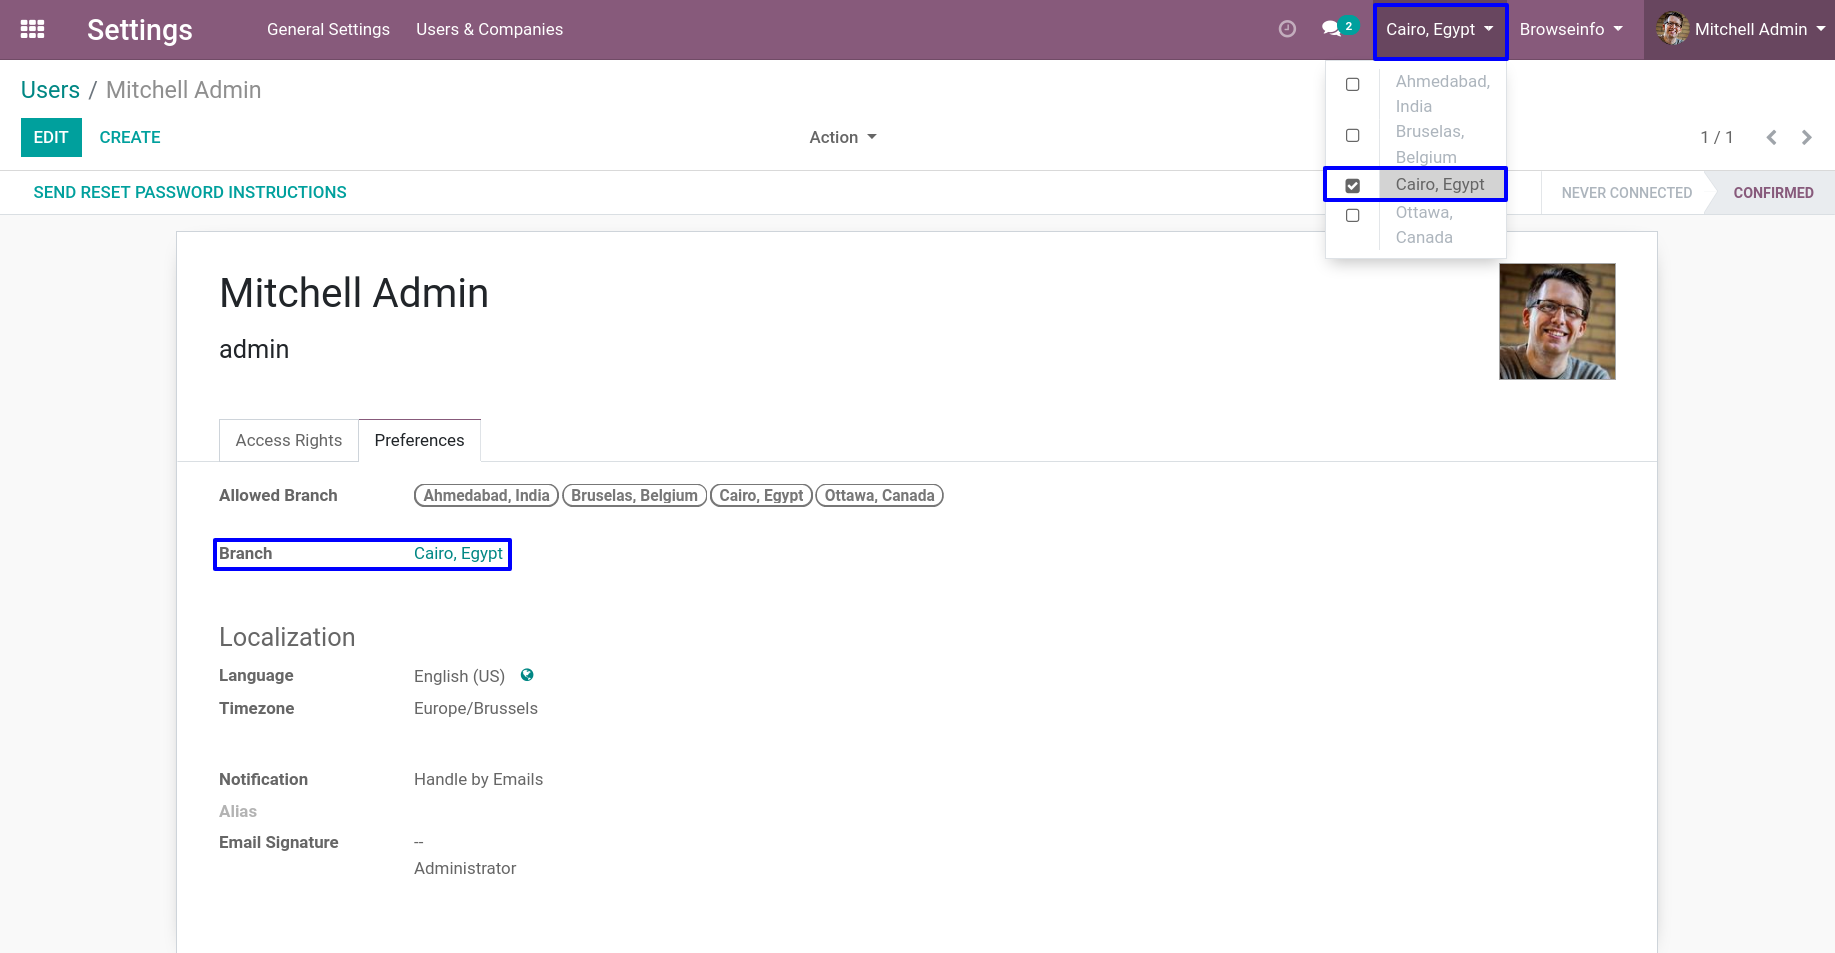 Settings General Settings Users & Companies 2 Cairo, Egypt Browseinfo Mitchell Admin
Users / Mitchell Admin
Ahmedabad,
India
EDIT CREATE Action 1 / 1
Bruselas,
Belgium
SEND RESET PASSWORD INSTRUCTIONS Cairo, Egypt NEVER CONNECTED CONFIRMED
Ottawa,
Canada
Mitchell Admin
admin
Access Rights Preferences
Allowed Branch Ahmedabad, India Bruselas, Belgium Cairo, Egypt Ottawa, Canada
Branch Cairo, Egypt
Localization
Language English (US)
Timezone Europe/Brussels
Notification Handle by Emails
Alias
Email Signature --
Administrator